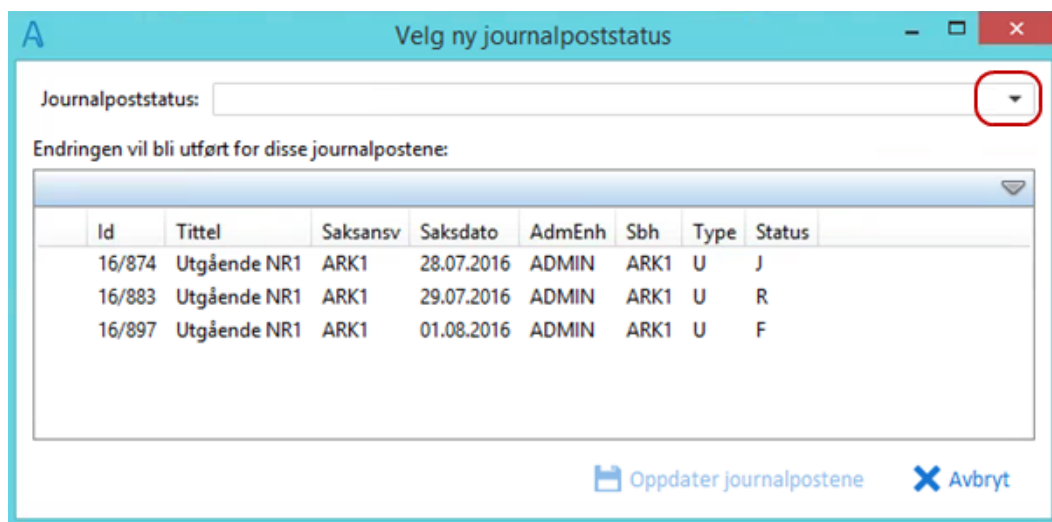 Velg ny journalpoststatus
Journalpoststatus:
Endringen vil bli utført for disse journalpostene:
Id Tittel Saksansv Saksdato AdmEnh Sbh Type Status
16/874 Utgående NR1 ARK1 28.07.2016 ADMIN ARK1 U J
16/883 Utgående NR1 ARK1 29.07.2016 ADMIN ARK1 U R
16/897 Utgående NR1 ARK1 01.08.2016 ADMIN ARK1 U F
Oppdater journalpostene Avbryt